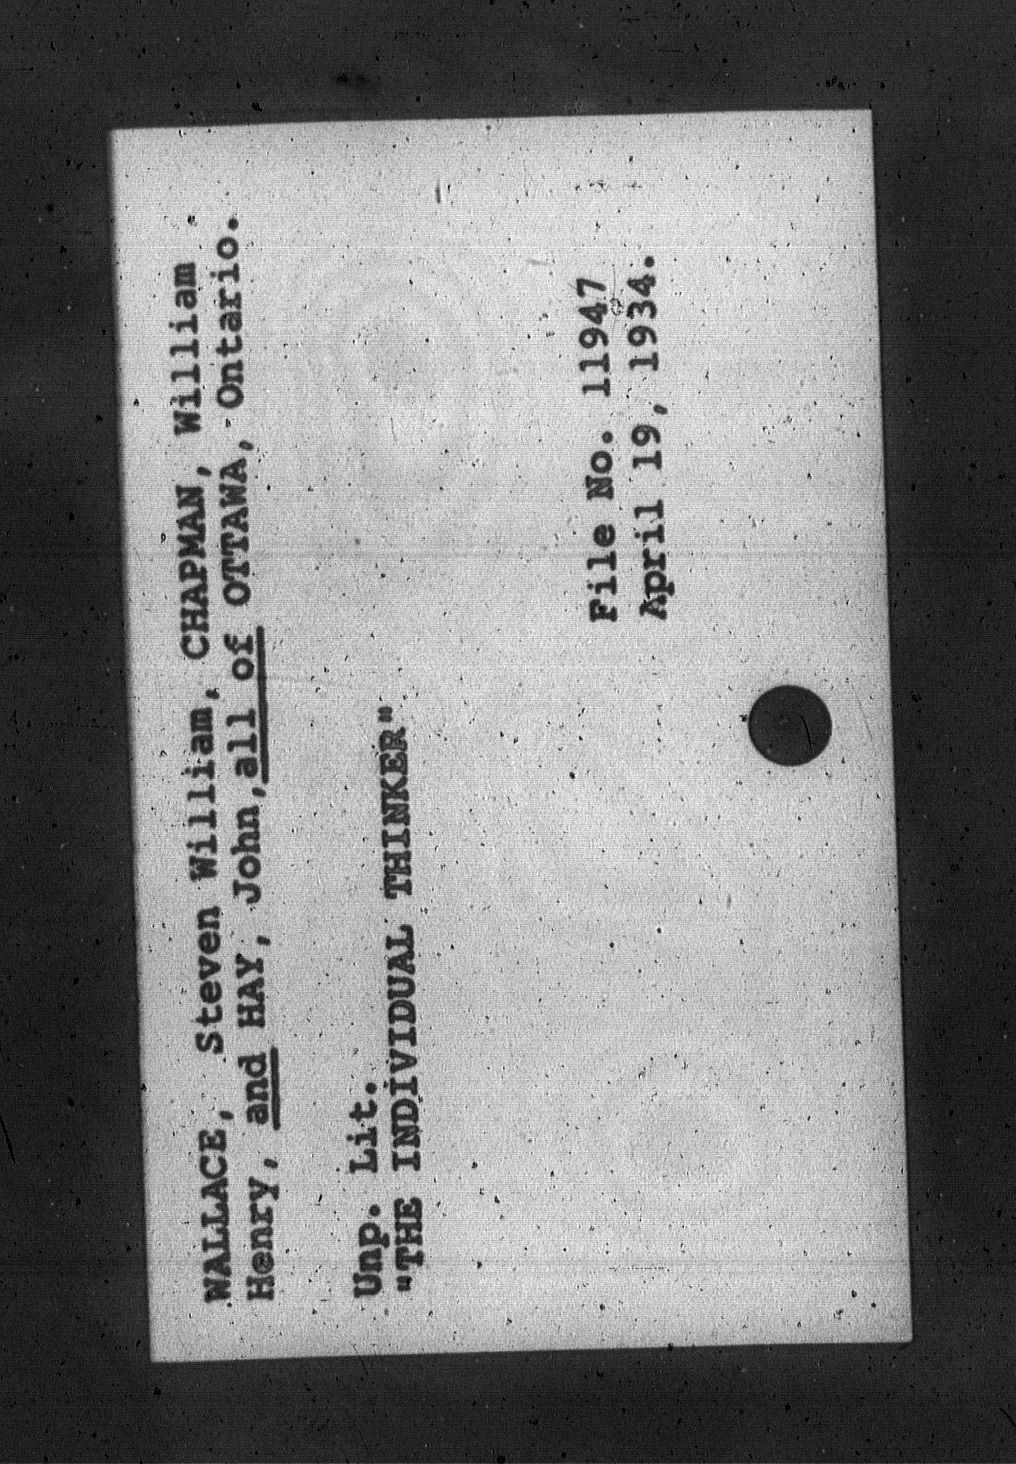 WALLACE, Steven William, CHAPMAN, William
Henry, and HAY, John, all of OTTAWA, Ontario.
Unp. Lit.
"THE INDIVIDUAL THINKER"
File No. 11947
April 19, 1934.